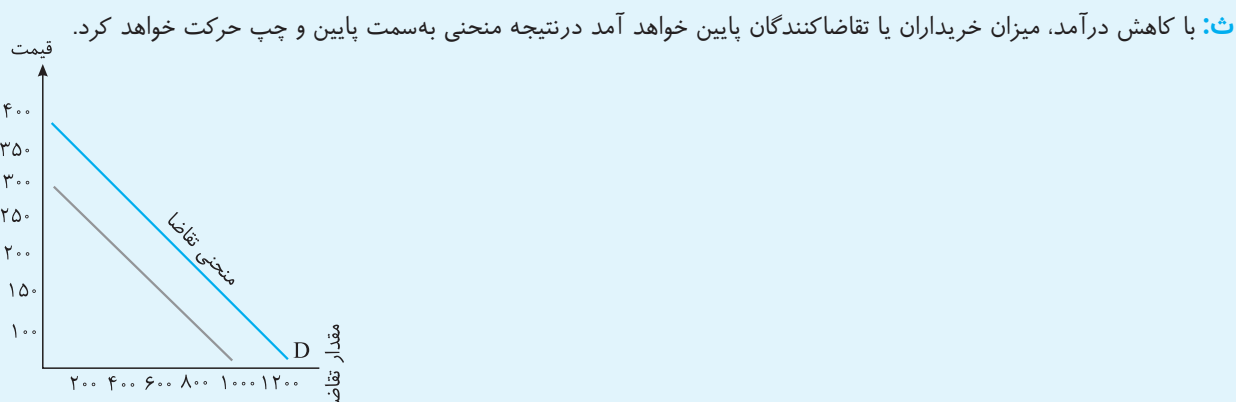 ث: با کاهش درآمد، میزان خریداران یا تقاضاکنندگان پایین خواهد آمد درنتیجه منحنی به‌سمت پایین و چپ حرکت خواهد کرد.
قیمت
۴۰۰
۳۵۰
۳۰۰
۲۵۰
۲۰۰
۱۵۰
۱۰۰
منحنی تقاضا
D
۲۰۰ ۴۰۰ ۶۰۰ ۸۰۰ ۱۰۰۰ ۱۲۰۰
مقدار